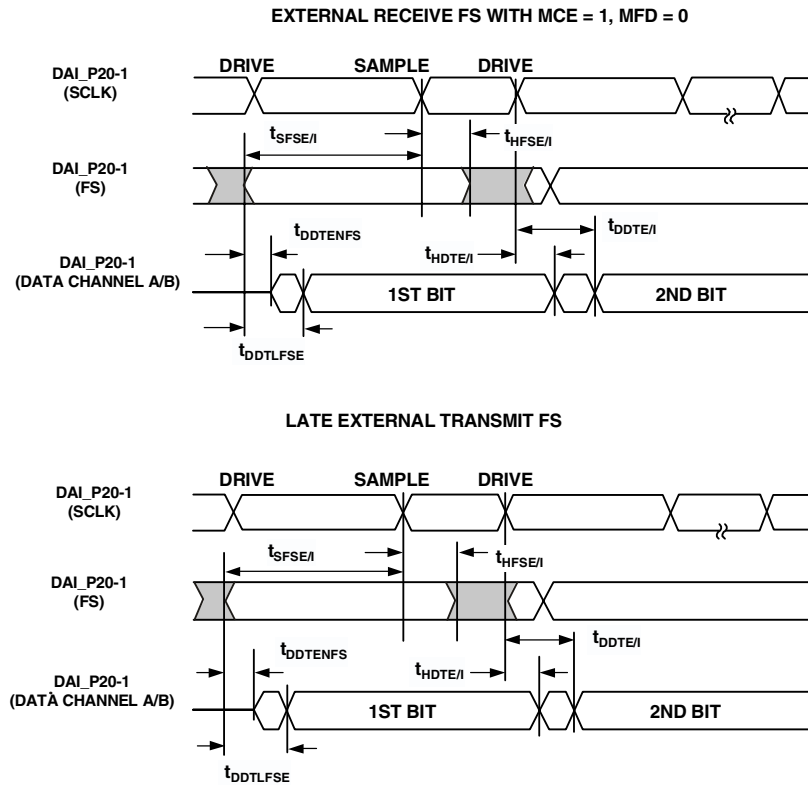 EXTERNAL RECEIVE FS WITH MCE = 1, MFD = 0
DRIVE SAMPLE DRIVE
DAI_P20-1
(SCLK)
tSFSE/I tHFSE/I
DAI_P20-1
(FS)
tDDTENFS tHDTE/I tDDTE/I
DAI_P20-1
(DATA CHANNEL A/B)
1ST BIT 2ND BIT
tDDTLFSE
LATE EXTERNAL TRANSMIT FS
DRIVE SAMPLE DRIVE
DAI_P20-1
(SCLK)
tSFSE/I tHFSE/I
DAI_P20-1
(FS)
tDDTENFS tHDTE/I tDDTE/I
DAI_P20-1
(DATA CHANNEL A/B)
1ST BIT 2ND BIT
tDDTLFSE